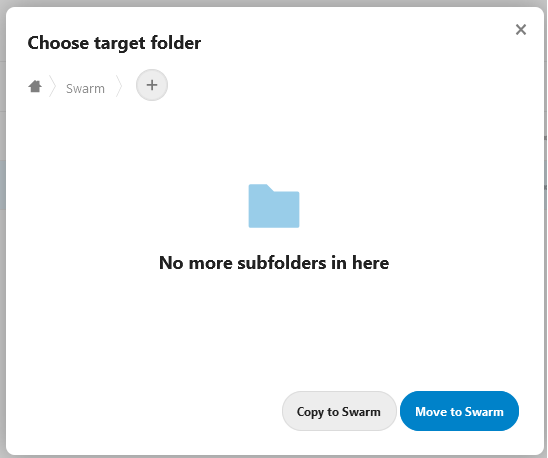 Choose target folder
Swarm
No more subfolders in here
Copy to Swarm
Move to Swarm